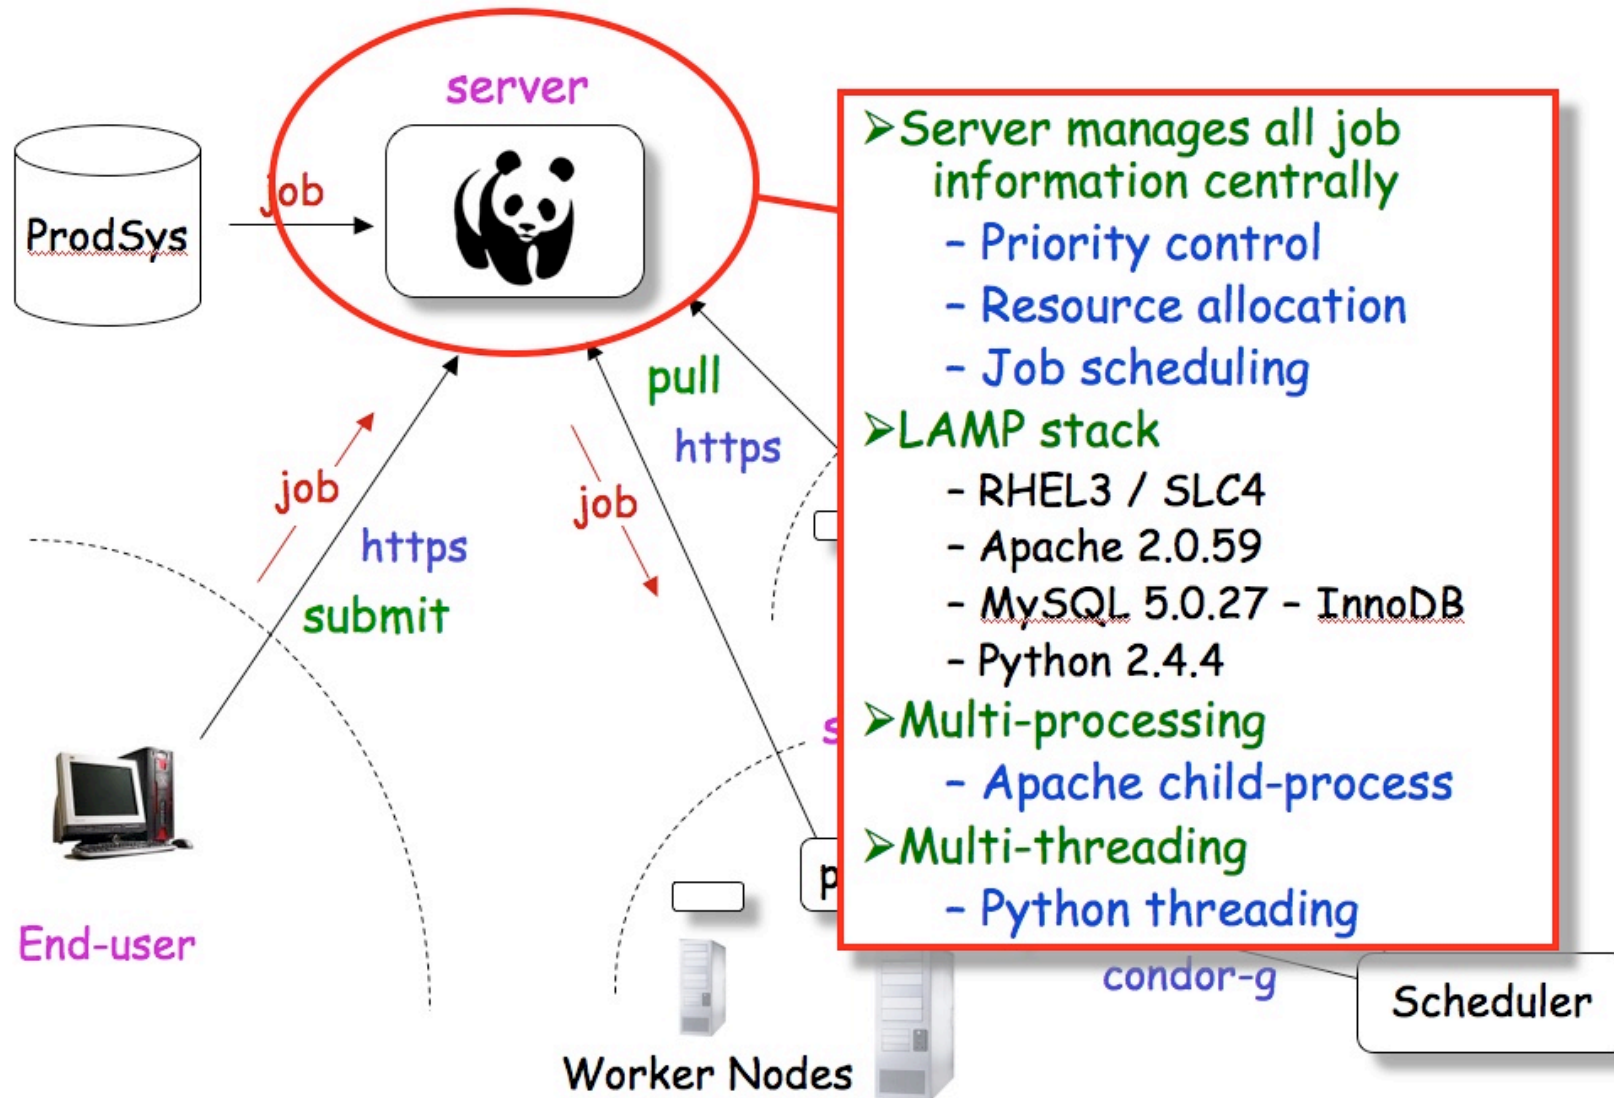 server
ProdSys
job
➢Server manages all job
information centrally
– Priority control
– Resource allocation
– Job scheduling
➢LAMP stack
– RHEL3 / SLC4
– Apache 2.0.59
– MySQL 5.0.27 – InnoDB
– Python 2.4.4
➢Multi-processing
– Apache child-process
➢Multi-threading
– Python threading
pull
https
job
job
https
submit
End-user
Worker Nodes
condor-g
Scheduler